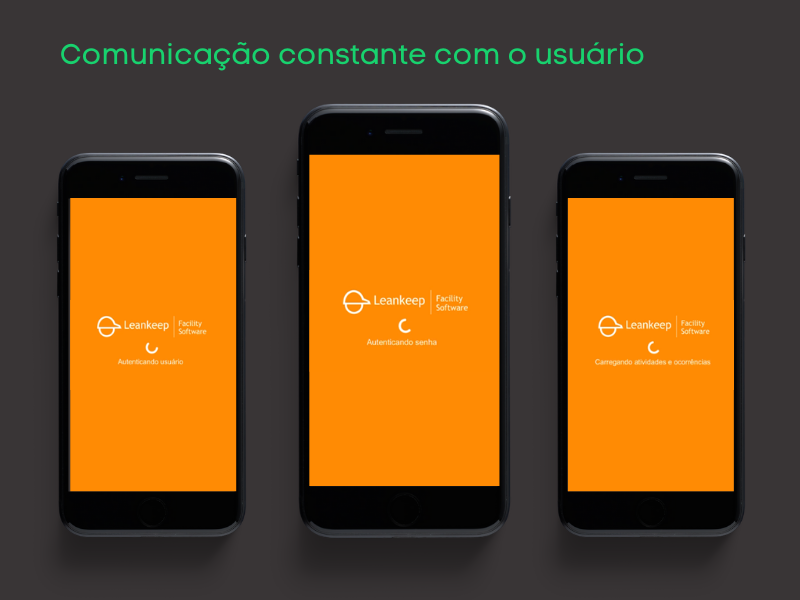 Comunicação constante com o usuário
Leankeep
Facility
Software
Autenticando usuário
Leankeep
Facility
Software
Autenticando senha
Leankeep
Facility
Software
Carregando atividades e ocorrências